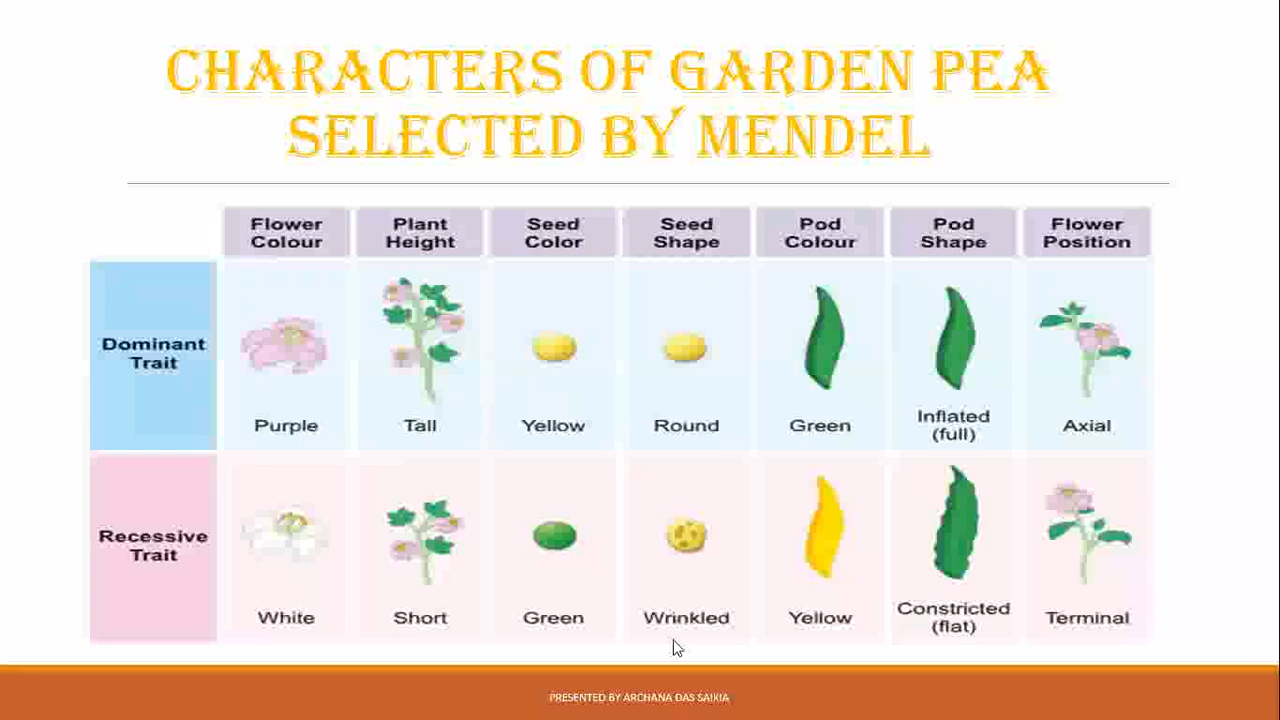 CHARACTERS OF GARDEN PEA
SELECTED BY MENDEL
Flower Colour
Plant Height
Seed Color
Seed Shape
Pod Colour
Pod Shape
Flower Position
Dominant Trait
Purple
Tall
Yellow
Round
Green
Inflated (full)
Axial
Recessive Trait
White
Short
Green
Wrinkled
Yellow
Constricted (flat)
Terminal
PRESENTED BY ARCHANA DAS SAIKIA